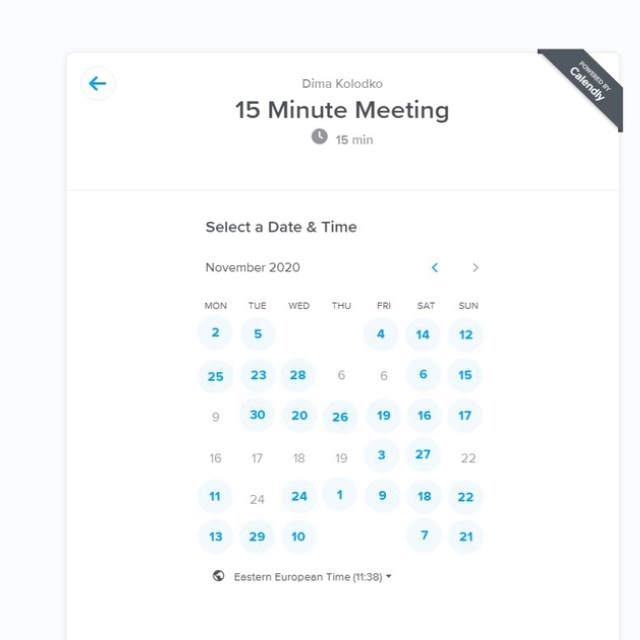 POWERED BY
Calendly
Dima Kolodko
15 Minute Meeting
15 min
Select a Date & Time
November 2020
MON TUE WED THU FRI SAT SUN
2 5 4 14 12
25 23 28 6 6 6 15
9 30 20 26 19 16 17
16 17 18 19 3 27 22
11 24 24 1 9 18 22
13 29 10 7 21
Eastern European Time (11:38)